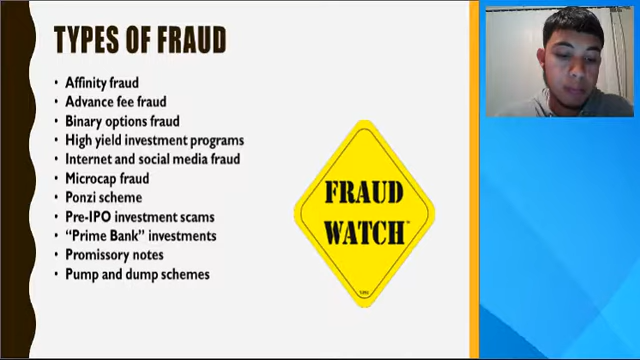 TYPES OF FRAUD
• Affinity fraud
• Advance fee fraud
• Binary options fraud
• High yield investment programs
• Internet and social media fraud
• Microcap fraud
• Ponzi scheme
• Pre-IPO investment scams
• “Prime Bank” investments
• Promissory notes
• Pump and dump schemes
FRAUD
WATCH